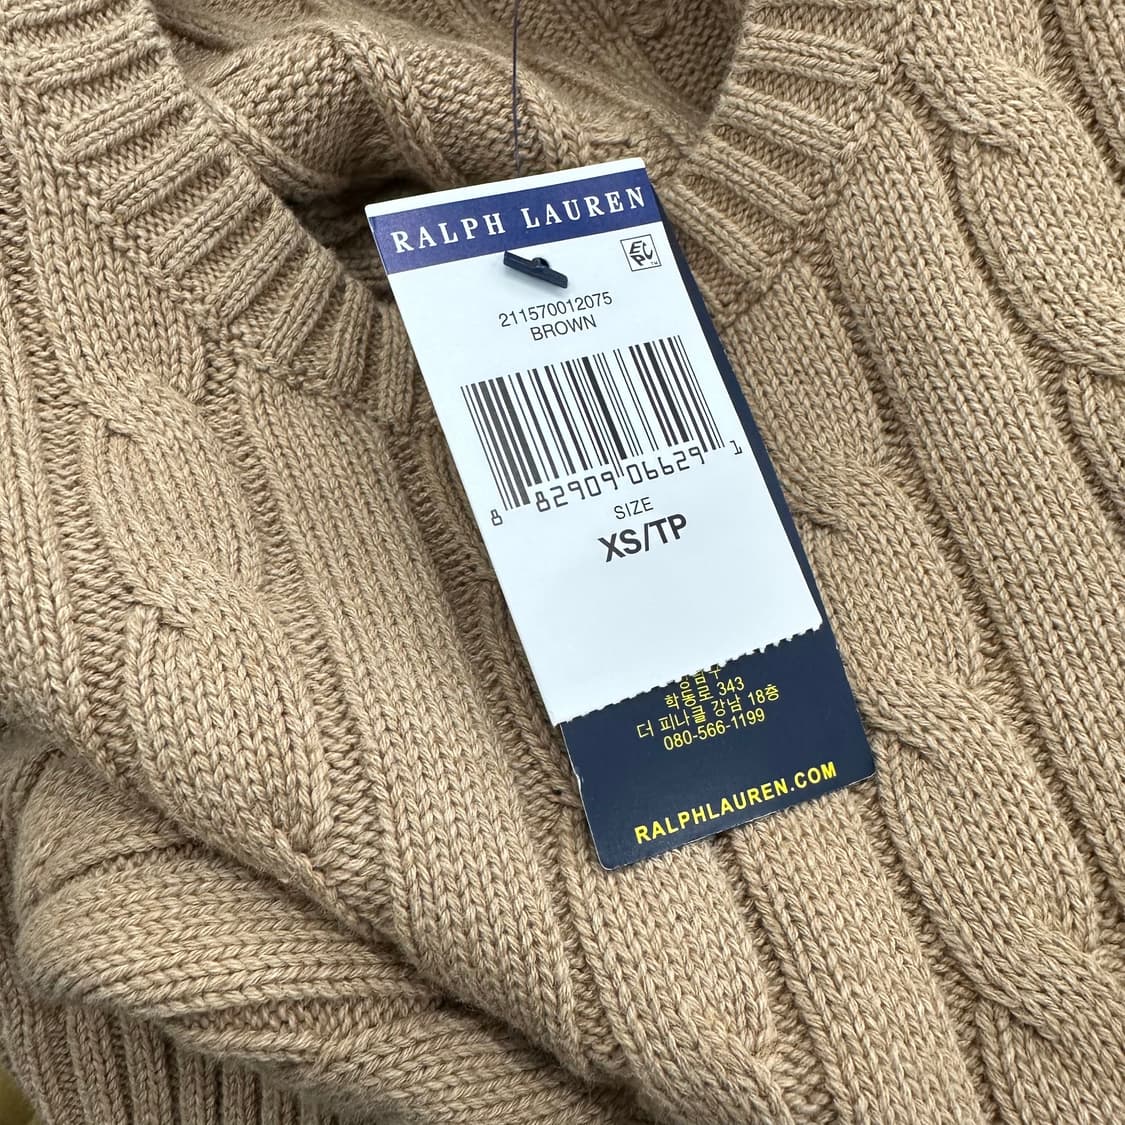 RALPH LAUREN
EPC™
211570012075
BROWN
8 82909 06629 1
SIZE
XS/TP
학동로 343
더 피나클 강남 18층
080-566-1199
RALPHLAUREN.COM